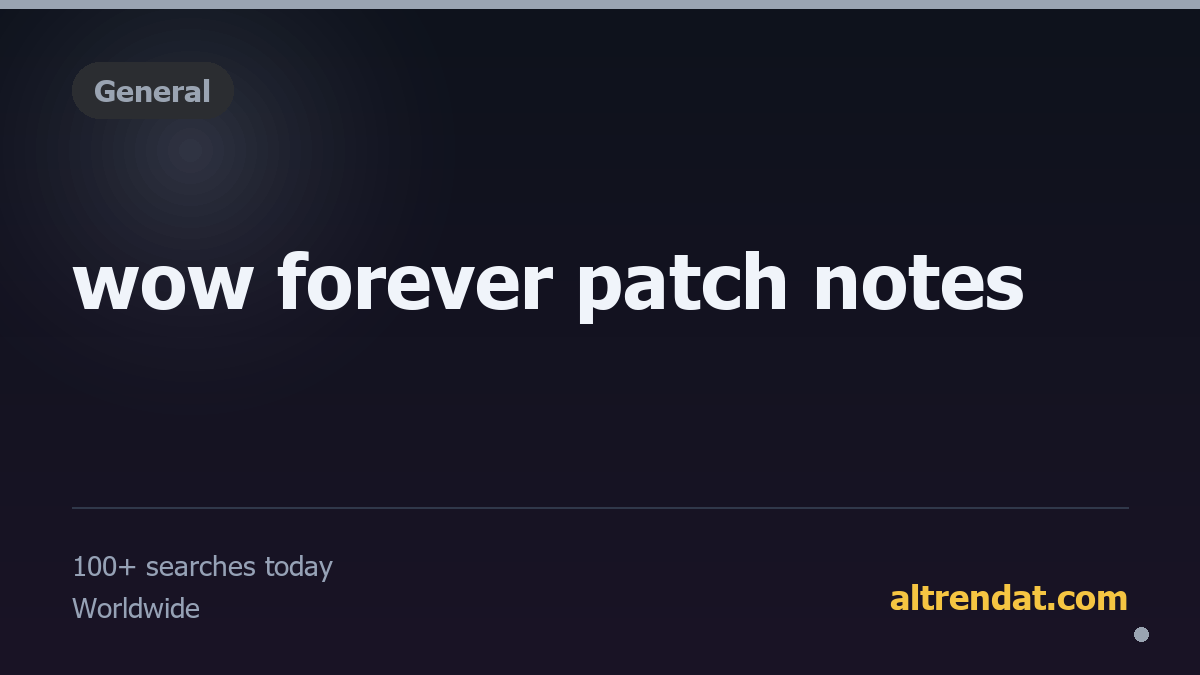 General
wow forever patch notes
100+ searches today
Worldwide
altrendat.com